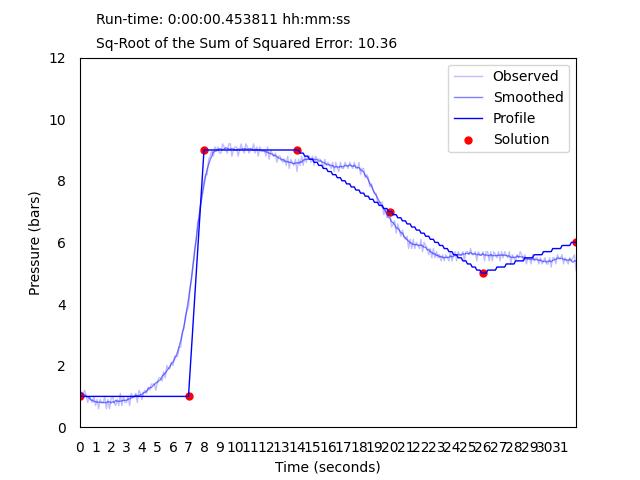 Run-time: 0:00:00.453811 hh:mm:ss
Sq-Root of the Sum of Squared Error: 10.36
12
10
8
6
4
2
0
Pressure (bars)
Observed
Smoothed
Profile
Solution
0 1 2 3 4 5 6 7 8 9 10 11 12 13 14 15 16 17 18 19 20 21 22 23 24 25 26 27 28 29 30 31
Time (seconds)